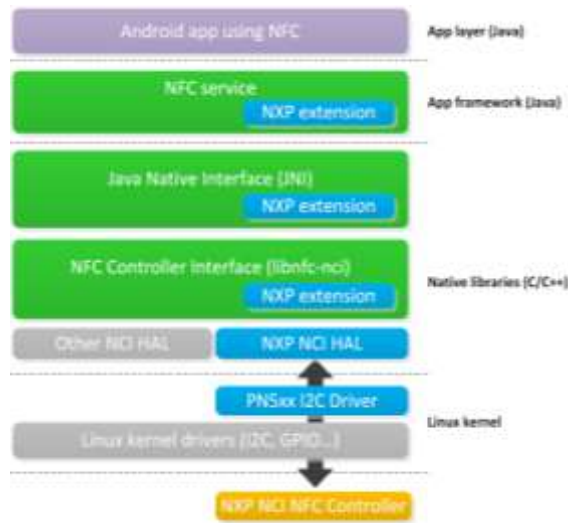 Android app using NFC
App layer (Java)
NFC service
NXP extension
App framework (Java)
Java Native Interface (JNI)
NXP extension
NFC Controller Interface (libnfc-nci)
NXP extension
Native libraries (C/C++)
Other NCI HAL
NXP NCI HAL
PN5xx I2C Driver
Linux kernel
Linux kernel drivers (I2C, GPIO...)
NXP NCI NFC Controller